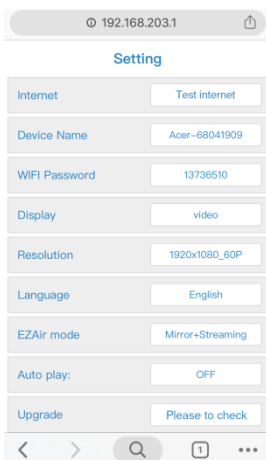 192.168.203.1
Setting
Internet Test internet
Device Name Acer-68041909
WIFI Password 13736510
Display video
Resolution 1920x1080_60P
Language English
EZAir mode Mirror+Streaming
Auto play: OFF
Upgrade Please to check
1